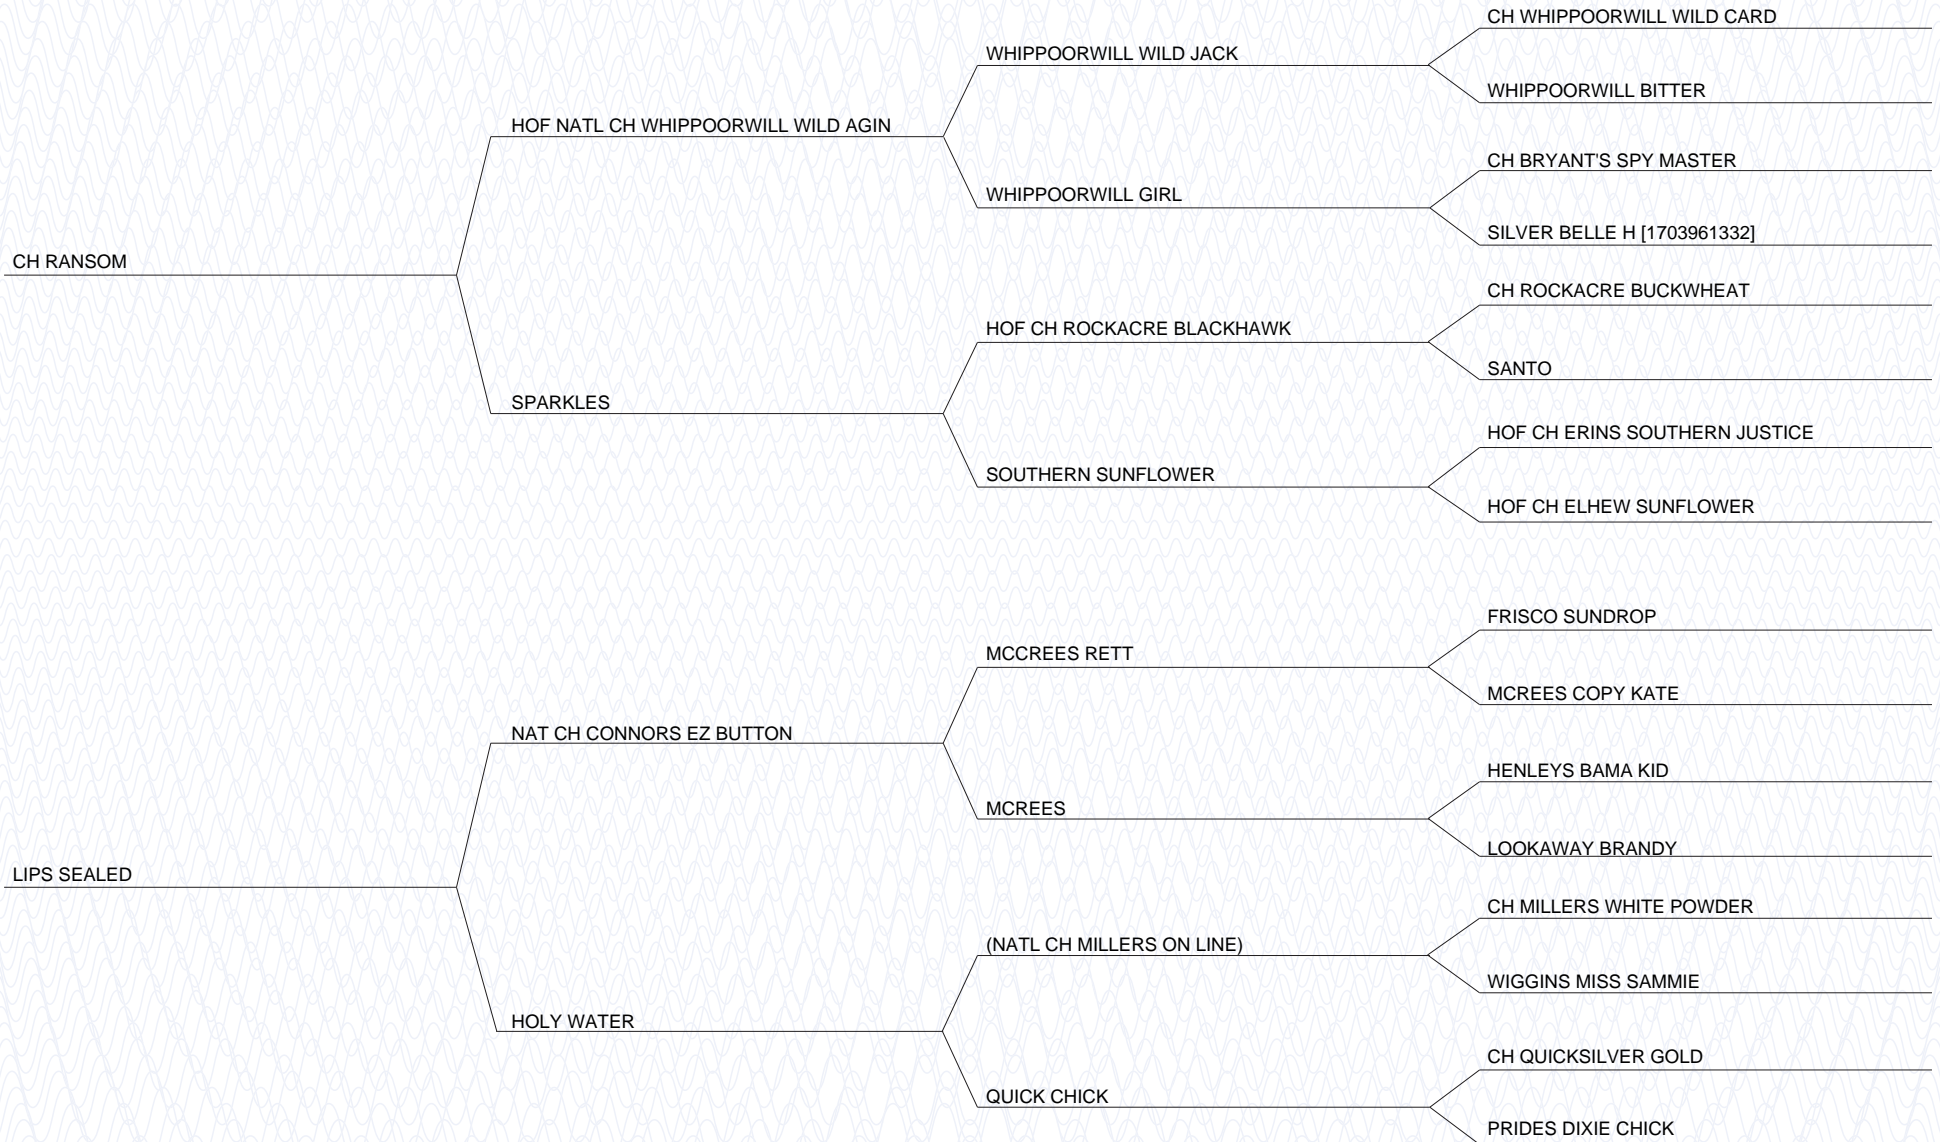 CH WHIPPOORWILL WILD CARD
WHIPPOORWILL WILD JACK
WHIPPOORWILL BITTER
HOF NATL CH WHIPPOORWILL WILD AGIN
CH BRYANT'S SPY MASTER
WHIPPOORWILL GIRL
SILVER BELLE H [1703961332]
CH RANSOM
CH ROCKACRE BUCKWHEAT
HOF CH ROCKACRE BLACKHAWK
SANTO
SPARKLES
HOF CH ERINS SOUTHERN JUSTICE
SOUTHERN SUNFLOWER
HOF CH ELHEW SUNFLOWER
FRISCO SUNDROP
MCCREES RETT
MCREES COPY KATE
NAT CH CONNORS EZ BUTTON
HENLEYS BAMA KID
MCREES
LOOKAWAY BRANDY
LIPS SEALED
CH MILLERS WHITE POWDER
(NATL CH MILLERS ON LINE)
WIGGINS MISS SAMMIE
HOLY WATER
CH QUICKSILVER GOLD
QUICK CHICK
PRIDES DIXIE CHICK